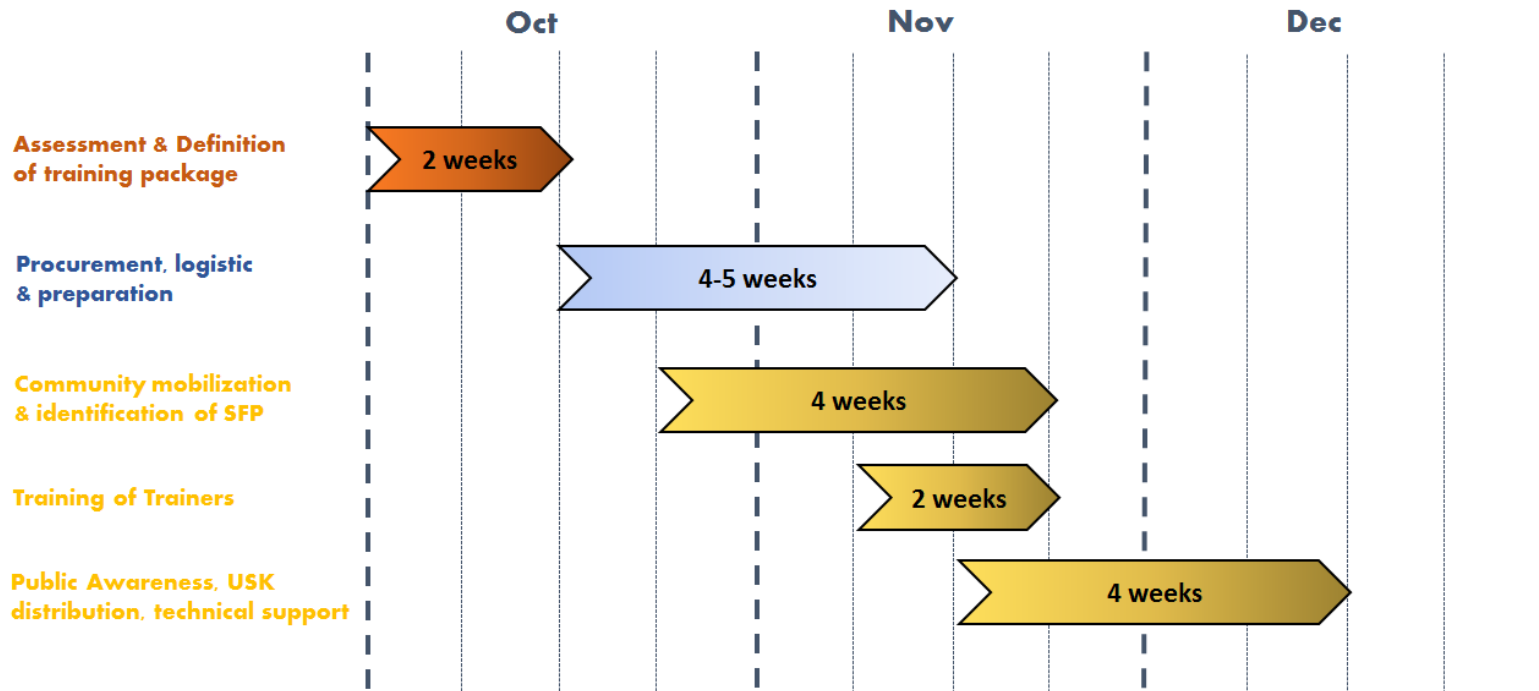 Oct Nov Dec
Assessment & Definition
of training package
2 weeks
Procurement, logistic
& preparation
4-5 weeks
Community mobilization
& identification of SFP
4 weeks
Training of Trainers
2 weeks
Public Awareness, USK
distribution, technical support
4 weeks